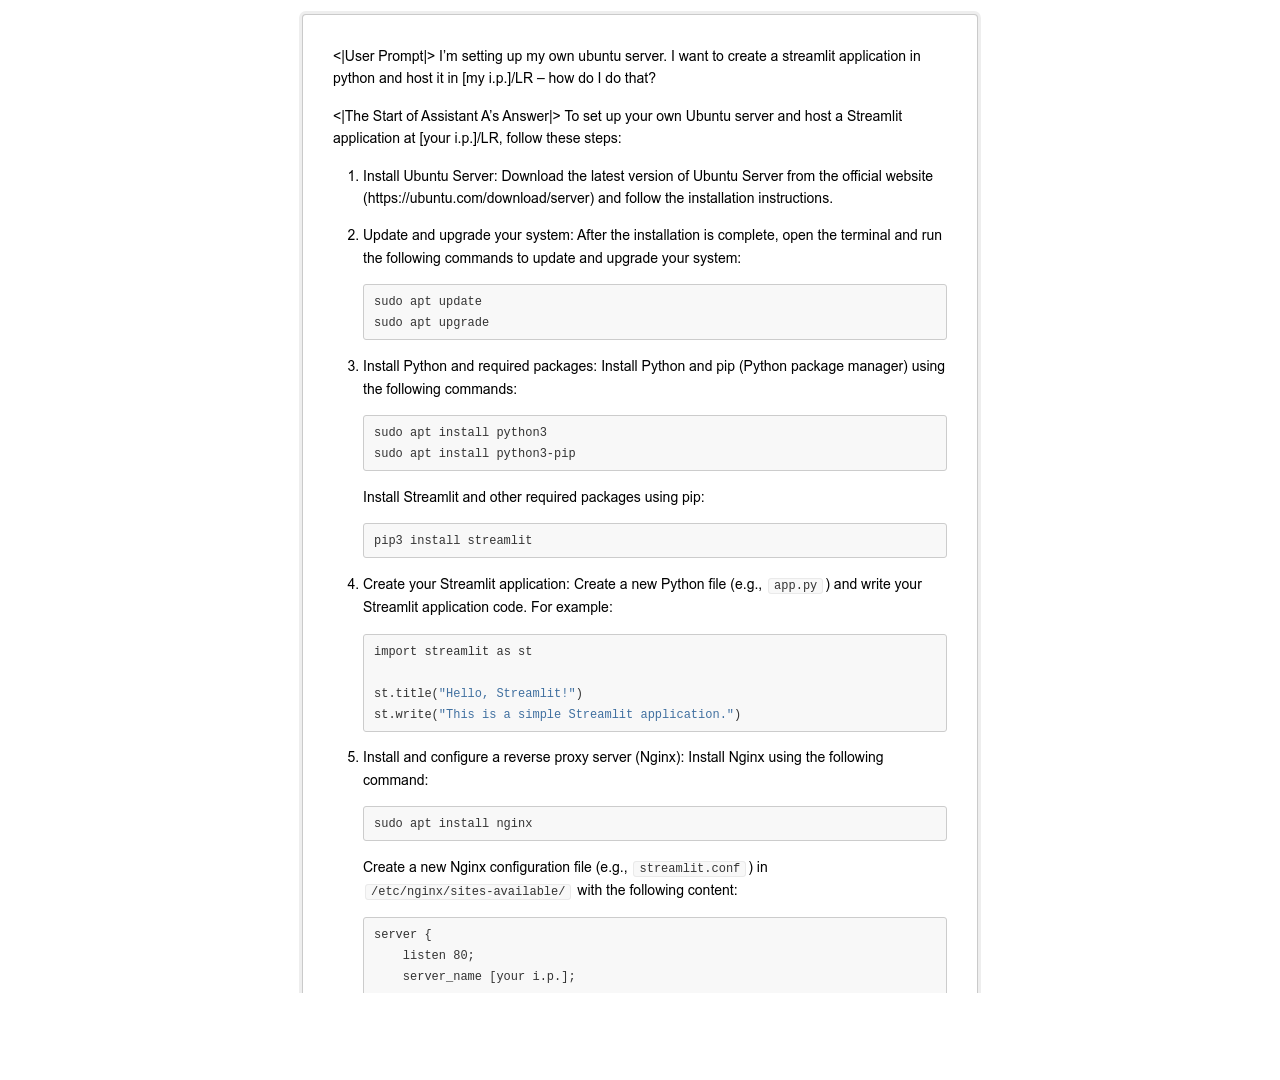 <|User Prompt|> I’m setting up my own ubuntu server. I want to create a streamlit application in
python and host it in [my i.p.]/LR – how do I do that?
<|The Start of Assistant A’s Answer|> To set up your own Ubuntu server and host a Streamlit
application at [your i.p.]/LR, follow these steps:
1. Install Ubuntu Server: Download the latest version of Ubuntu Server from the official website
(https://ubuntu.com/download/server) and follow the installation instructions.
2. Update and upgrade your system: After the installation is complete, open the terminal and run
the following commands to update and upgrade your system:
sudo apt update
sudo apt upgrade
3. Install Python and required packages: Install Python and pip (Python package manager) using
the following commands:
sudo apt install python3
sudo apt install python3-pip
Install Streamlit and other required packages using pip:
pip3 install streamlit
4. Create your Streamlit application: Create a new Python file (e.g., app.py) and write your
Streamlit application code. For example:
import streamlit as st
st.title("Hello, Streamlit!")
st.write("This is a simple Streamlit application.")
5. Install and configure a reverse proxy server (Nginx): Install Nginx using the following
command:
sudo apt install nginx
Create a new Nginx configuration file (e.g., streamlit.conf) in
/etc/nginx/sites-available/ with the following content:
server {
    listen 80;
    server_name [your i.p.];